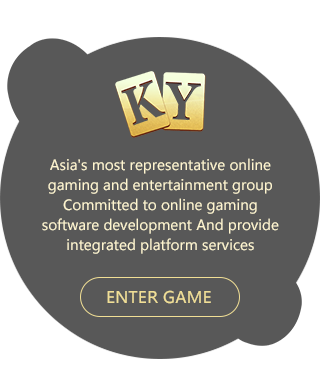 KY
Asia's most representative online
gaming and entertainment group
Committed to online gaming
software development And provide
integrated platform services
ENTER GAME